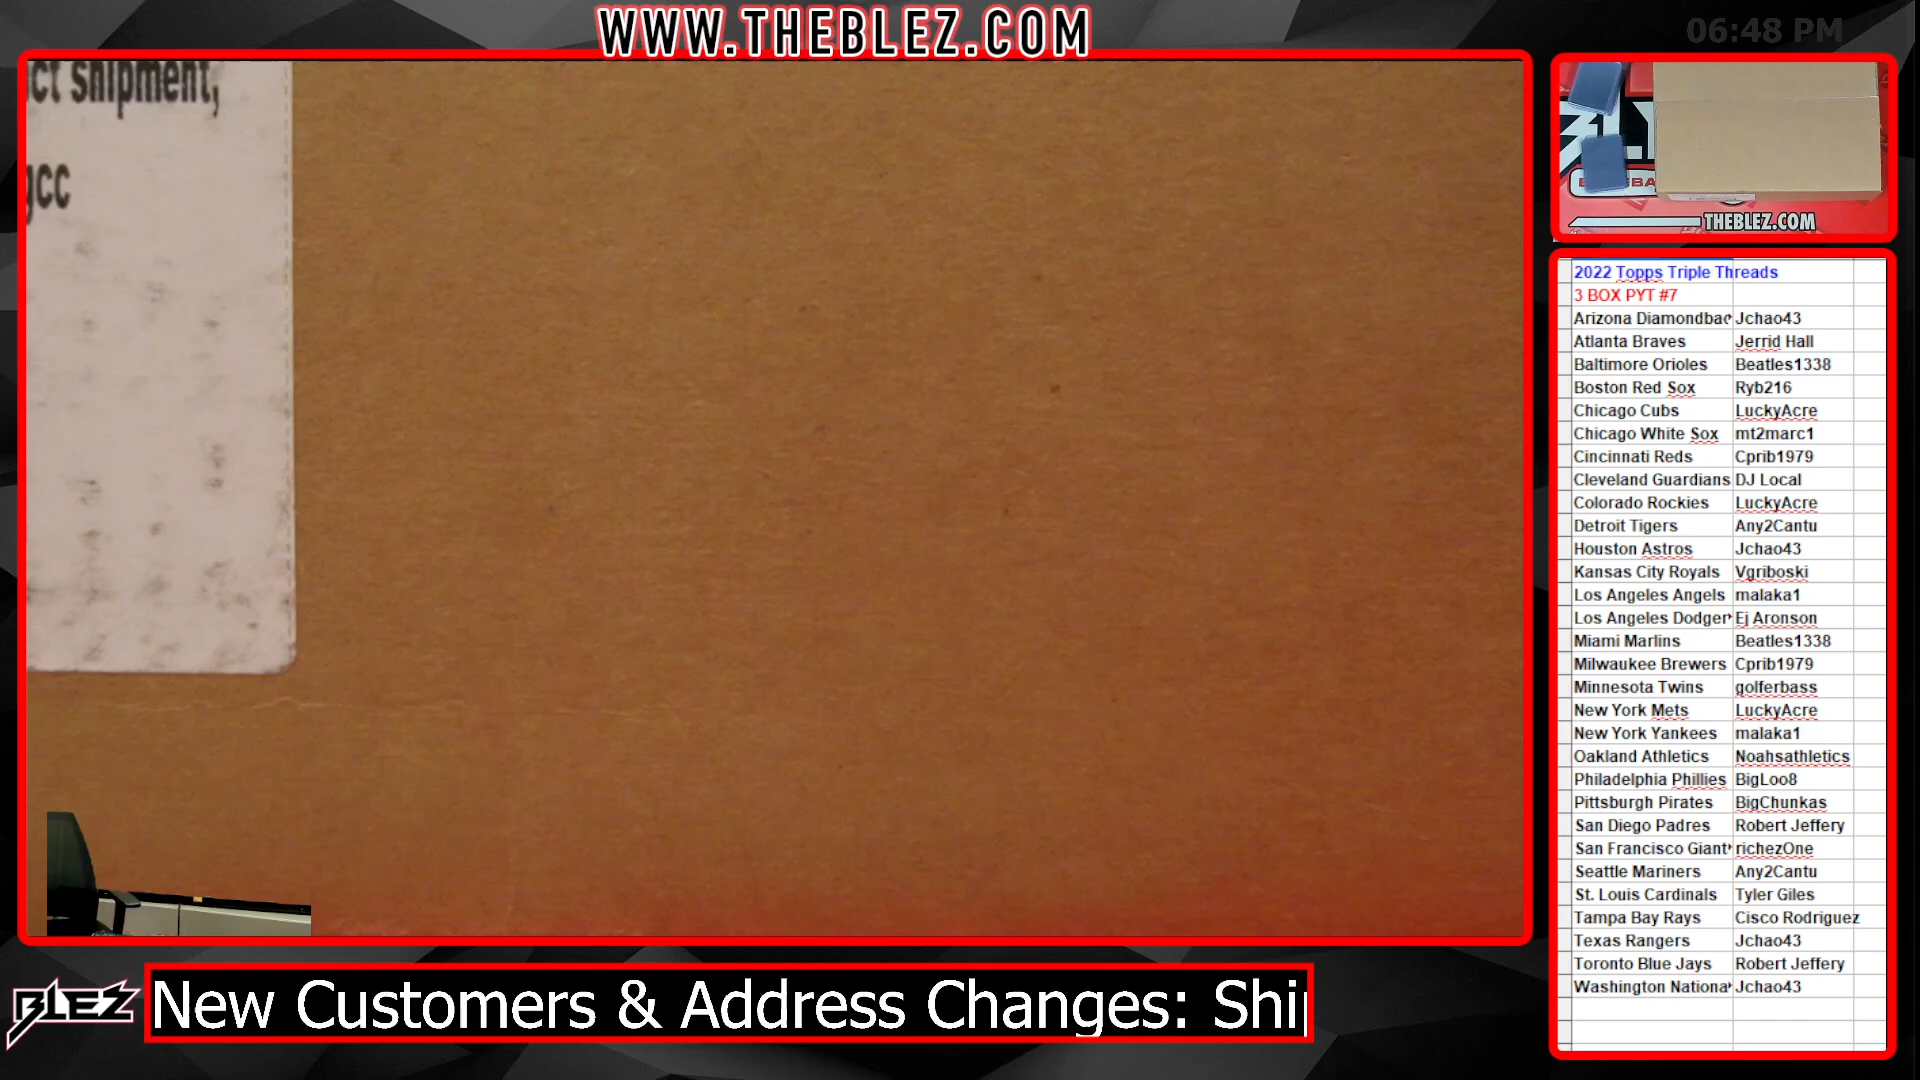 WWW.THEBLEZ.COM
06:48 PM
shipment,
gcc
THEBLEZ.COM
2022 Topps Triple Threads
3 BOX PYT #7
Arizona Diamondbac Jchao43
Atlanta Braves Jerrid Hall
Baltimore Orioles Beatles1338
Boston Red Sox Ryb216
Chicago Cubs LuckyAcre
Chicago White Sox mt2marc1
Cincinnati Reds Cprib1979
Cleveland Guardians DJ Local
Colorado Rockies LuckyAcre
Detroit Tigers Any2Cantu
Houston Astros Jchao43
Kansas City Royals Vgriboski
Los Angeles Angels malaka1
Los Angeles Dodger Ej Aronson
Miami Marlins Beatles1338
Milwaukee Brewers Cprib1979
Minnesota Twins golferbass
New York Mets LuckyAcre
New York Yankees malaka1
Oakland Athletics Noahsathletics
Philadelphia Phillies BigLoo8
Pittsburgh Pirates BigChunkas
San Diego Padres Robert Jeffery
San Francisco Giant richezOne
Seattle Mariners Any2Cantu
St. Louis Cardinals Tyler Giles
Tampa Bay Rays Cisco Rodriguez
Texas Rangers Jchao43
Toronto Blue Jays Robert Jeffery
Washington Nationa Jchao43
BLEZ
New Customers & Address Changes: Ship